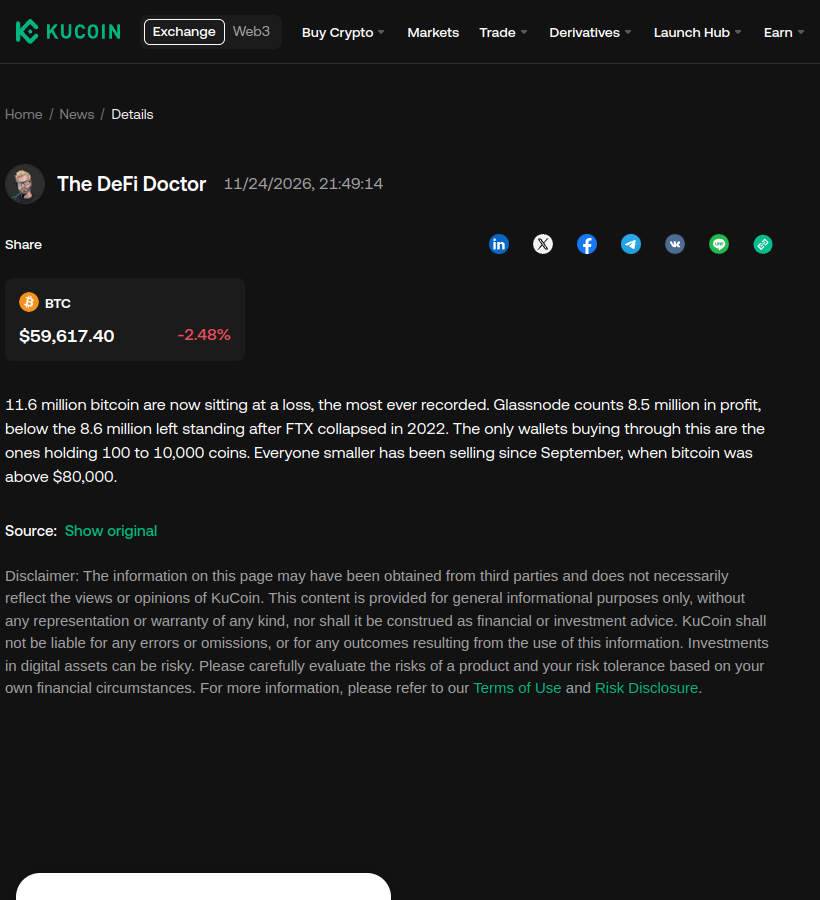 KUCOIN Exchange Web3 Buy Crypto Markets Trade Derivatives Launch Hub Earn
Home / News / Details
The DeFi Doctor 11/24/2026, 21:49:14
Share
BTC
$59,617.40 -2.48%
11.6 million bitcoin are now sitting at a loss, the most ever recorded. Glassnode counts 8.5 million in profit,
below the 8.6 million left standing after FTX collapsed in 2022. The only wallets buying through this are the
ones holding 100 to 10,000 coins. Everyone smaller has been selling since September, when bitcoin was
above $80,000.
Source: Show original
Disclaimer: The information on this page may have been obtained from third parties and does not necessarily
reflect the views or opinions of KuCoin. This content is provided for general informational purposes only, without
any representation or warranty of any kind, nor shall it be construed as financial or investment advice. KuCoin shall
not be liable for any errors or omissions, or for any outcomes resulting from the use of this information. Investments
in digital assets can be risky. Please carefully evaluate the risks of a product and your risk tolerance based on your
own financial circumstances. For more information, please refer to our Terms of Use and Risk Disclosure.